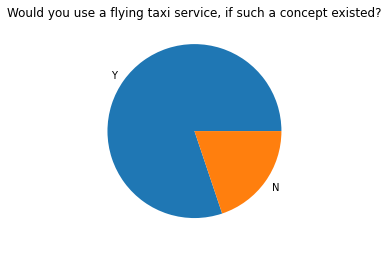 Would you use a flying taxi service, if such a concept existed?
Y
N